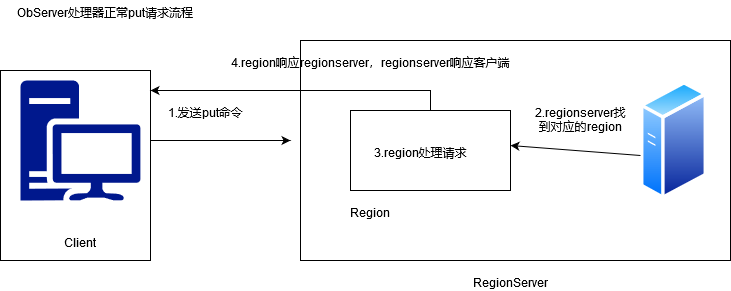 ObServer处理器正常put请求流程
4.region响应regionserver，regionserver响应客户端
1.发送put命令
2.regionserver找
到对应的region
3.region处理请求
Region
Client
RegionServer